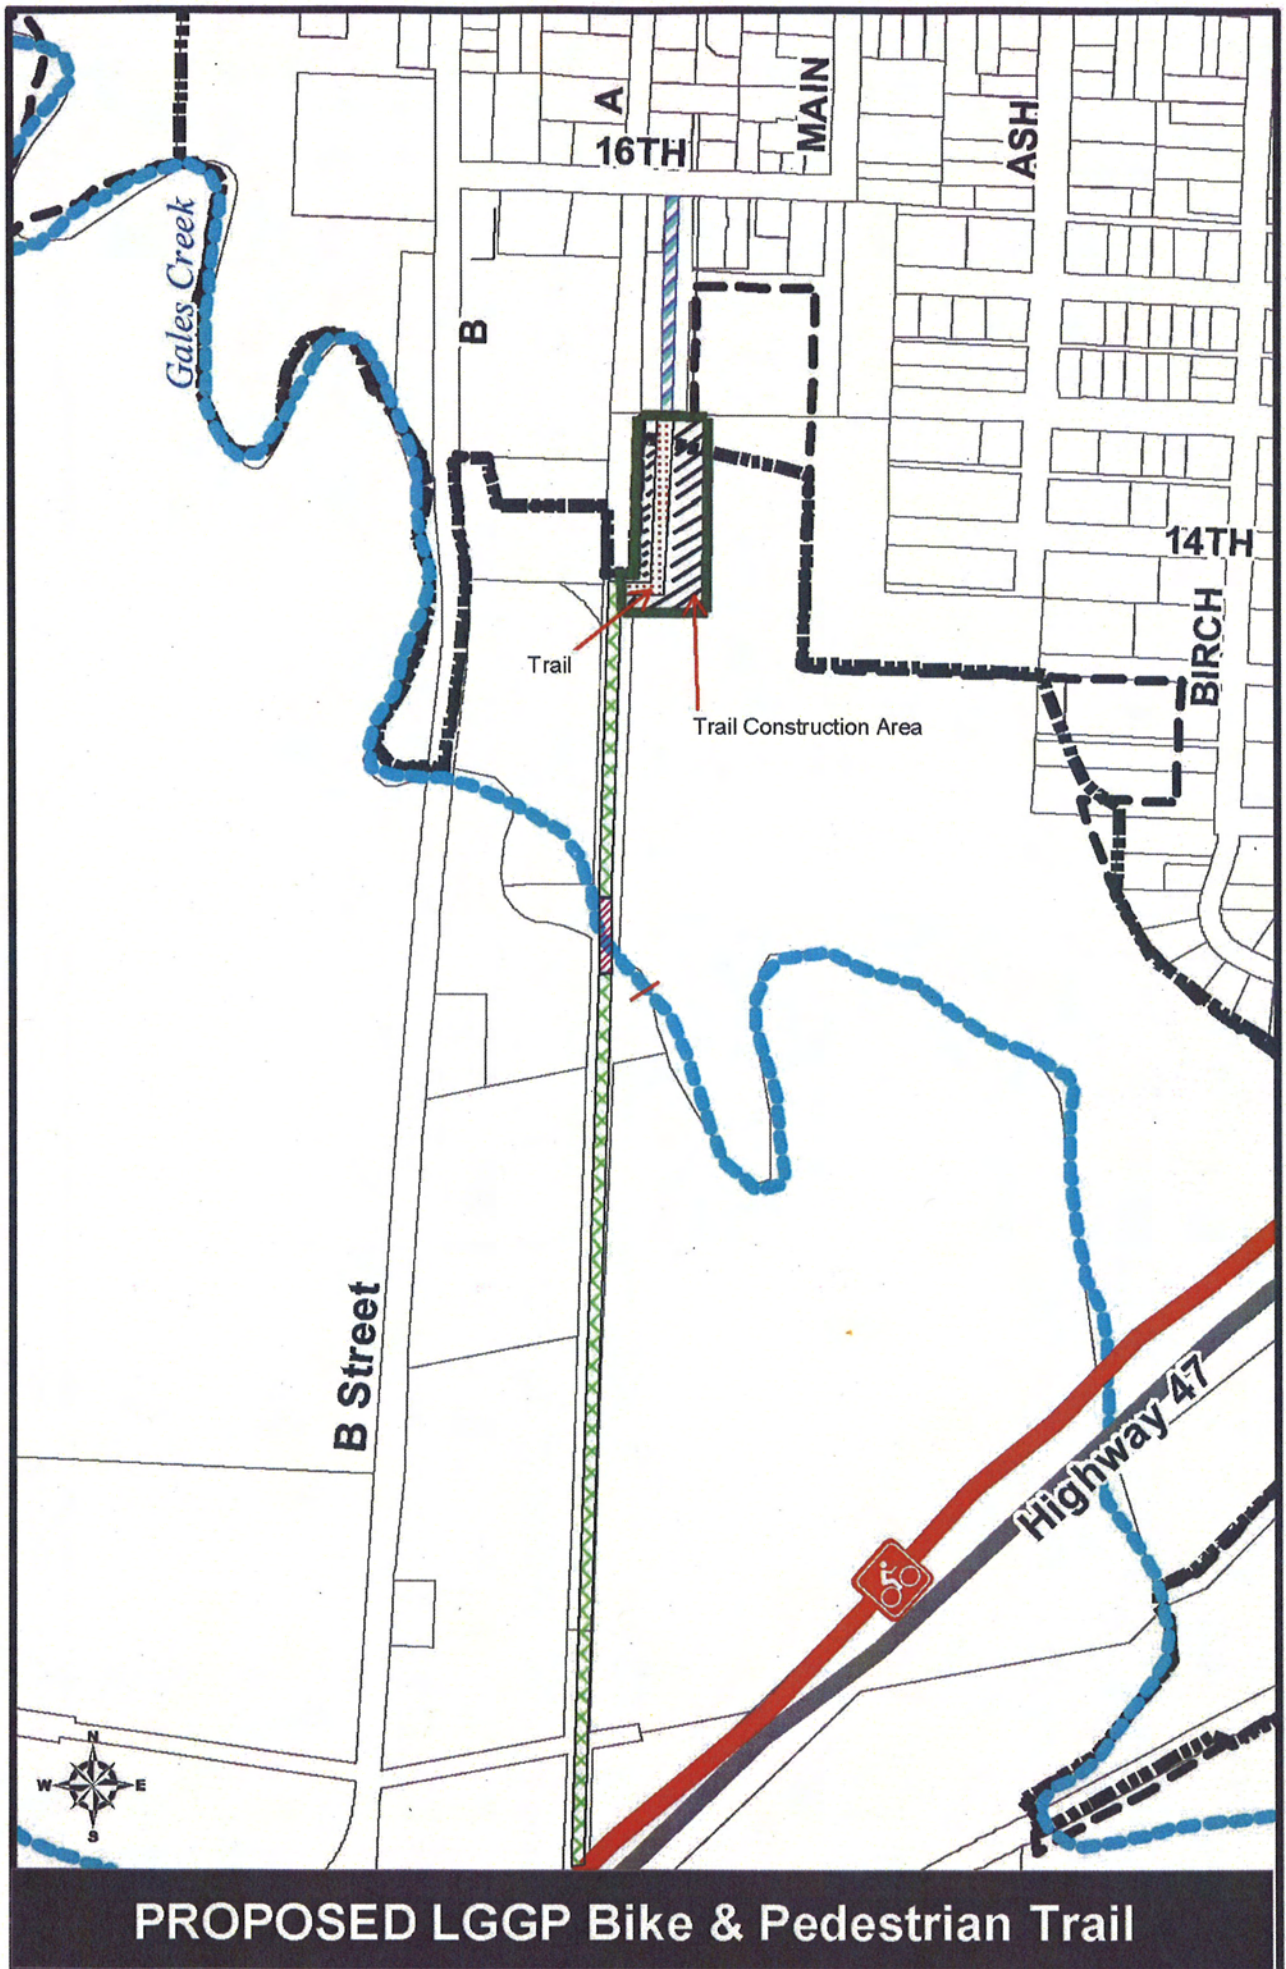 A
MAIN
16TH
ASH
Gales Creek
B
14TH
BIRCH
Trail
Trail Construction Area
B Street
Highway 47
N
W E
S
PROPOSED LGGP Bike & Pedestrian Trail